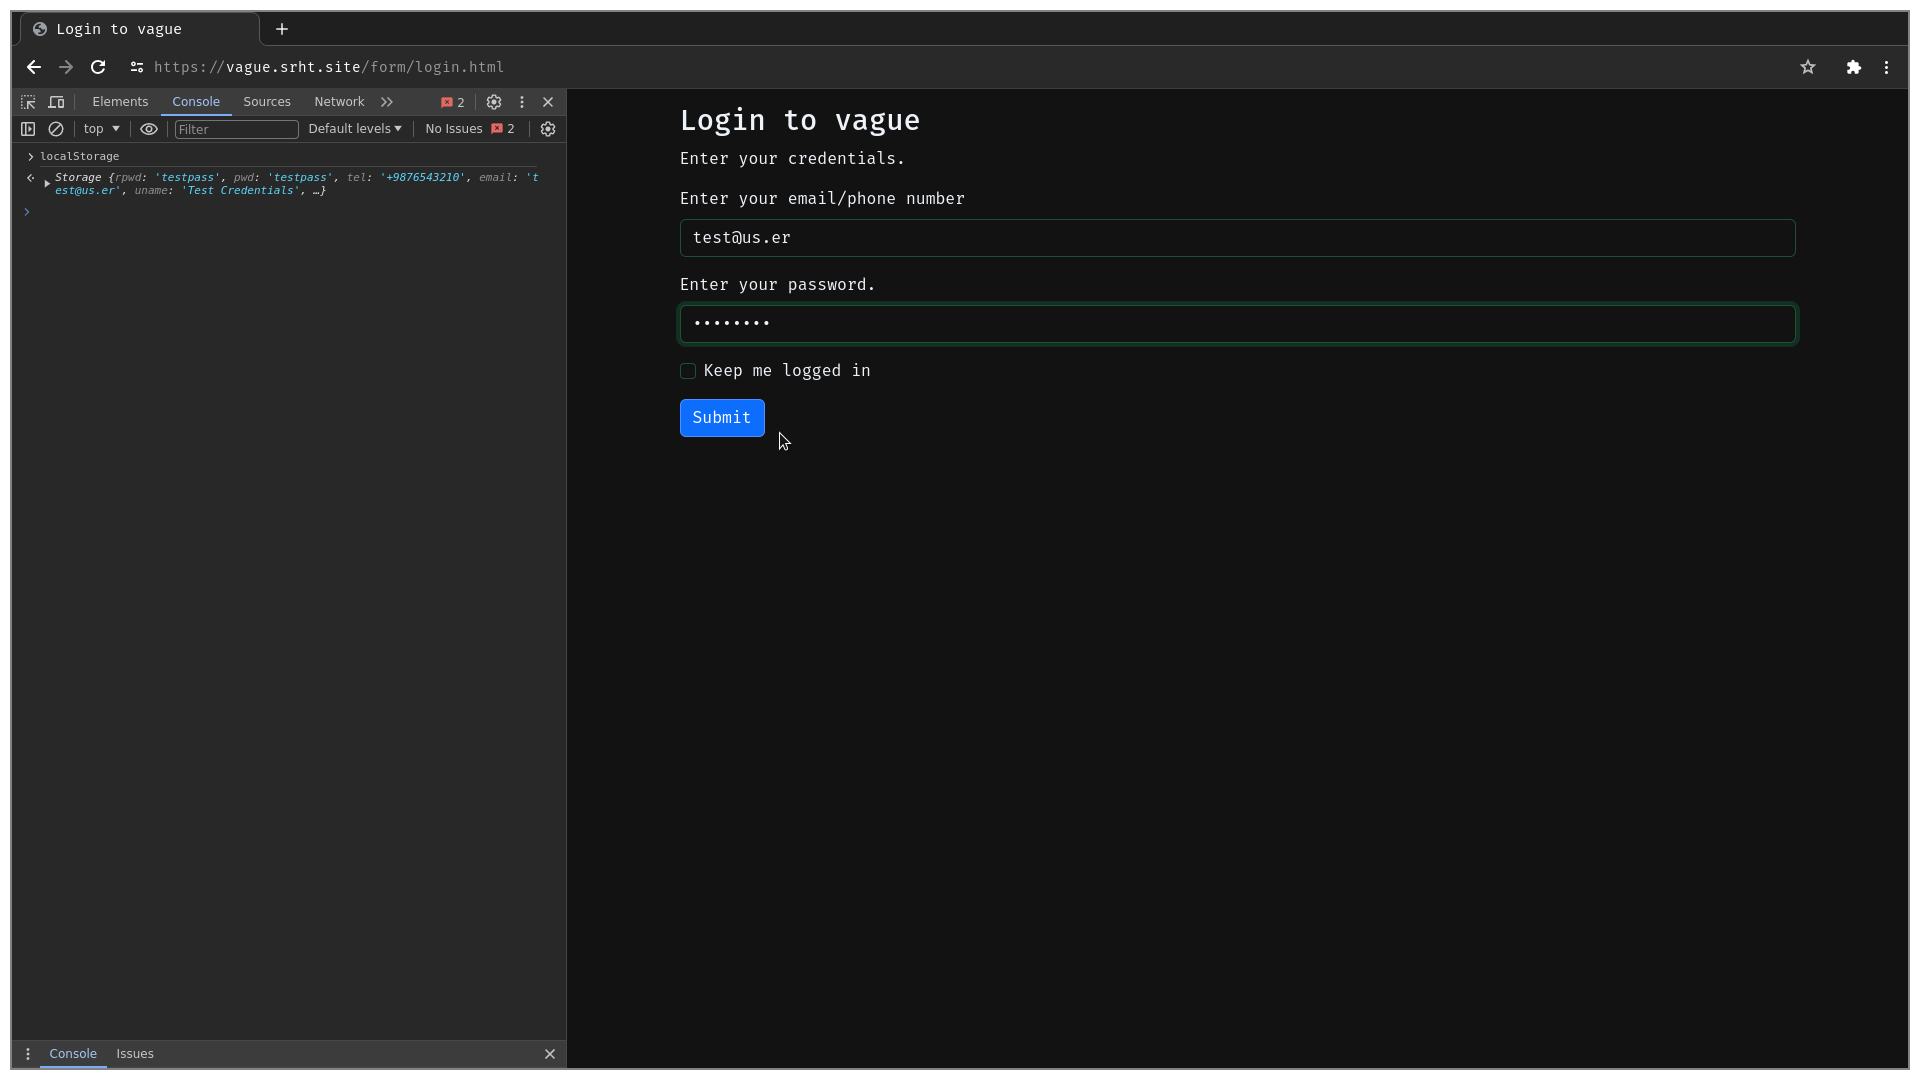 Login to vague
https://vague.srht.site/form/login.html
Elements Console Sources Network 2
top Filter Default levels No Issues 2
localStorage
Storage {rpwd: 'testpass', pwd: 'testpass', tel: '+9876543210', email: 't
est@us.er', uname: 'Test Credentials', …}
Login to vague
Enter your credentials.
Enter your email/phone number
test@us.er
Enter your password.
••••••••
Keep me logged in
Submit
Console Issues